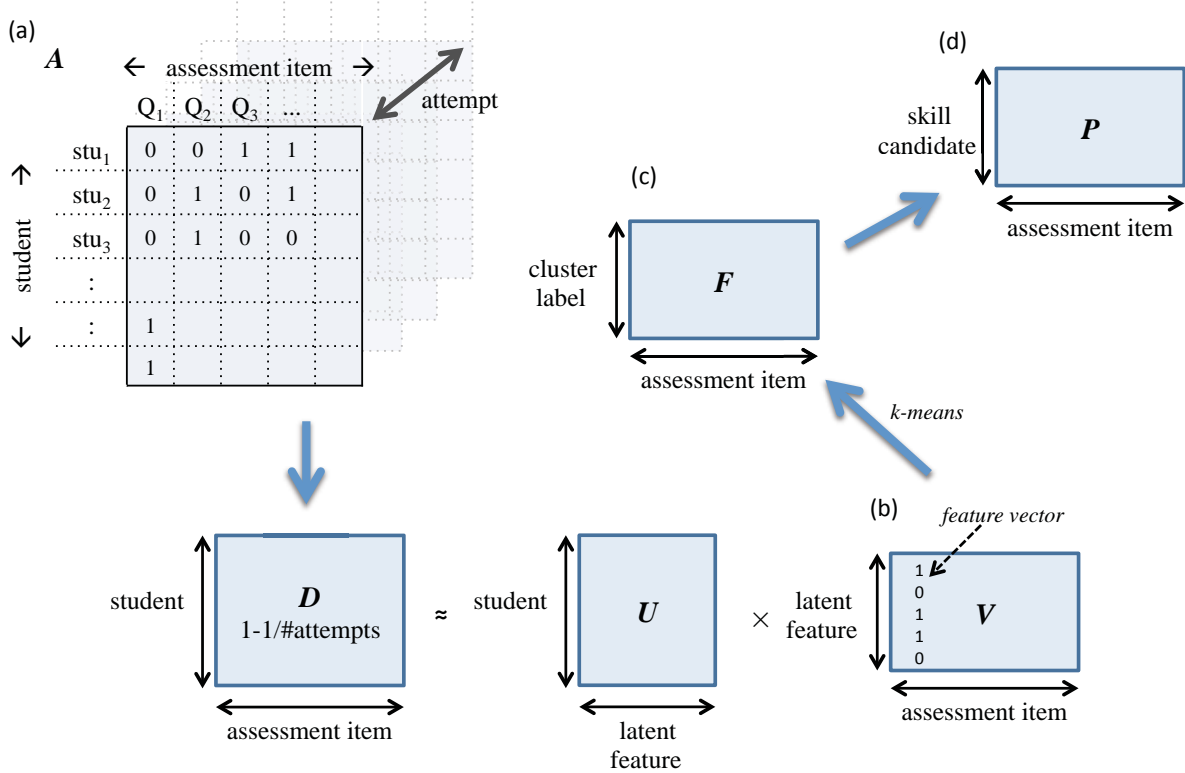 (a)
A
← assessment item →
attempt
Q1 Q2 Q3 ...
stu1 0 0 1 1
stu2 0 1 0 1
stu3 0 1 0 0
:
: 1
1
← student →
(d)
skill
candidate
P
assessment item
(c)
cluster
label
F
assessment item
k-means
(b)
feature vector
student
D
1-1/#attempts
assessment item
≈
student
U
latent
feature
×
latent
feature
1
0
1
1
0
V
assessment item